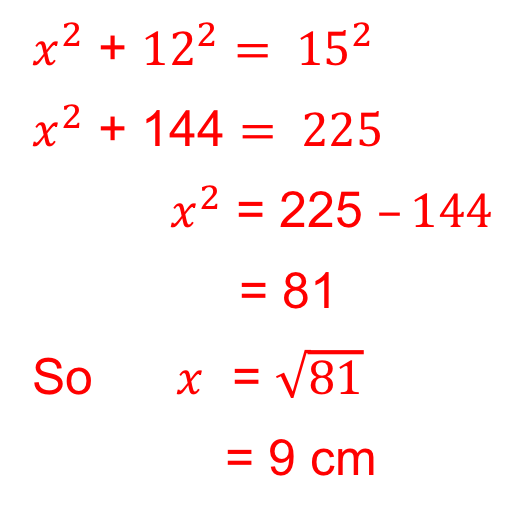 x² + 12² = 15²
x² + 144 = 225
x² = 225 – 144
= 81
So x = √81
= 9 cm